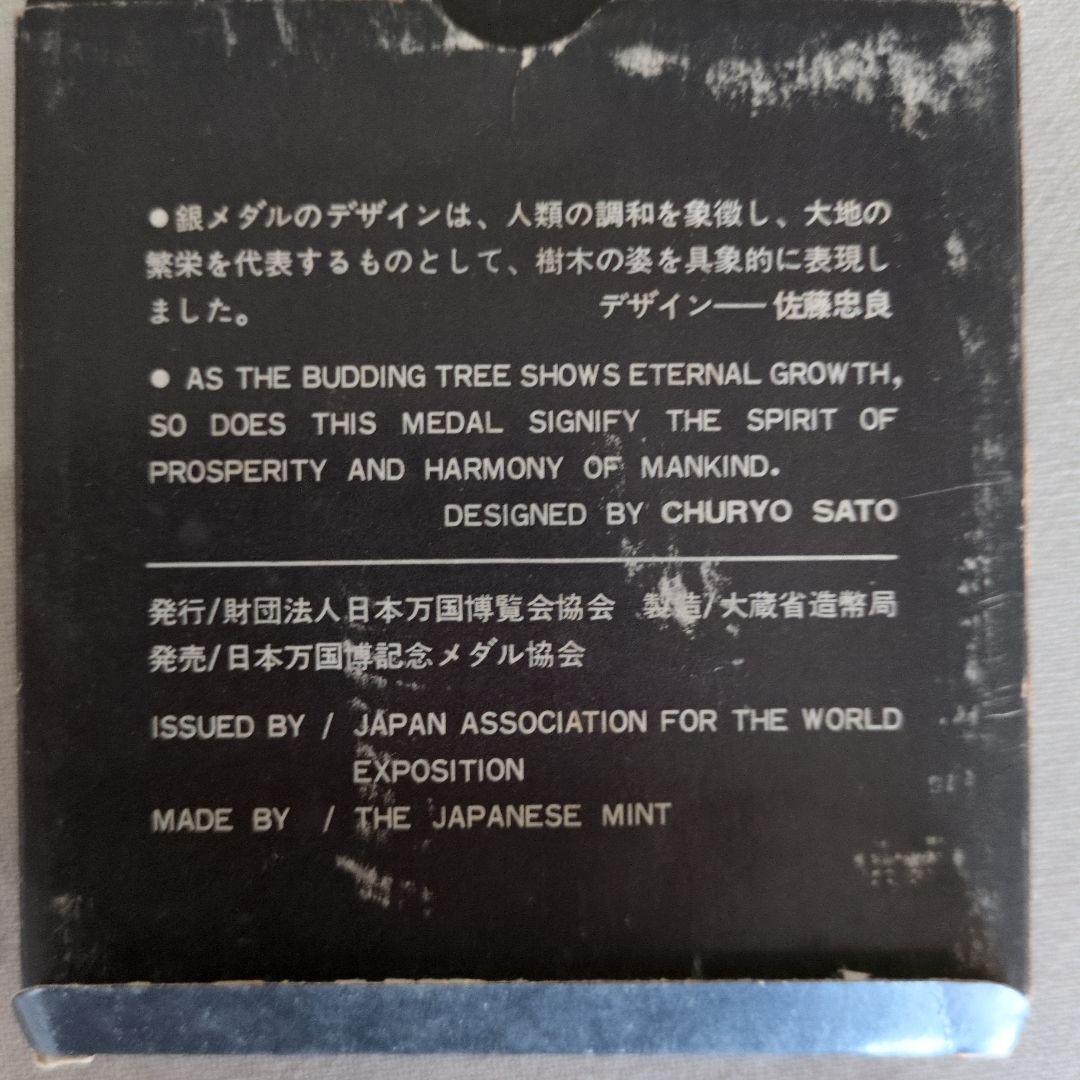 ●銀メダルのデザインは、人類の調和を象徴し、大地の
繁栄を代表するものとして、樹木の姿を具象的に表現し
ました。 デザイン——佐藤忠良
● AS THE BUDDING TREE SHOWS ETERNAL GROWTH,
SO DOES THIS MEDAL SIGNIFY THE SPIRIT OF
PROSPERITY AND HARMONY OF MANKIND.
DESIGNED BY CHURYO SATO
発行/財団法人日本万国博覧会協会 製造/大蔵省造幣局
発売/日本万国博記念メダル協会
ISSUED BY / JAPAN ASSOCIATION FOR THE WORLD
EXPOSITION
MADE BY / THE JAPANESE MINT